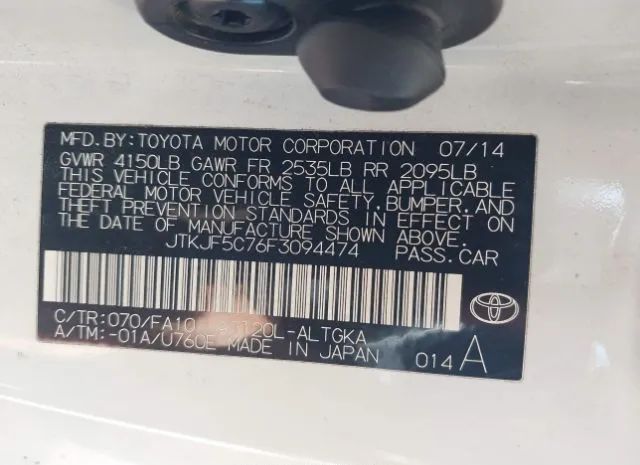 MFD.BY:TOYOTA MOTOR CORPORATION 07/14
GVWR 4150LB GAWR FR 2535LB RR 2095LB
THIS VEHICLE CONFORMS TO ALL APPLICABLE
FEDERAL MOTOR VEHICLE SAFETY,BUMPER,AND
THEFT PREVENTION STANDARDS IN EFFECT ON
THE DATE OF MANUFACTURE SHOWN ABOVE.
JTKJF5C76F3094474 PASS.CAR
C/TR:070/FA10
A/TM:-01A/U760E MADE IN JAPAN 014 A